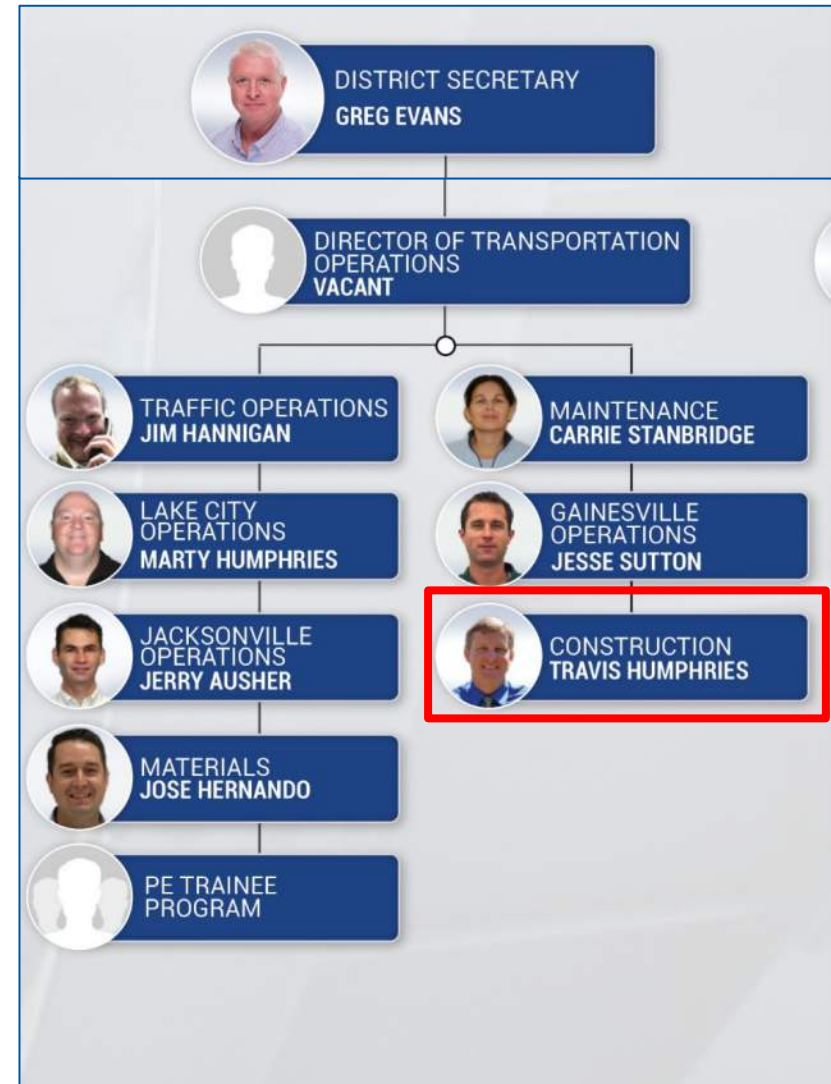 DISTRICT SECRETARY
GREG EVANS
DIRECTOR OF TRANSPORTATION
OPERATIONS
VACANT
TRAFFIC OPERATIONS
JIM HANNIGAN
LAKE CITY
OPERATIONS
MARTY HUMPHRIES
JACKSONVILLE
OPERATIONS
JERRY AUSHER
MATERIALS
JOSE HERNANDO
PE TRAINEE
PROGRAM
MAINTENANCE
CARRIE STANBRIDGE
GAINESVILLE
OPERATIONS
JESSE SUTTON
CONSTRUCTION
TRAVIS HUMPHRIES